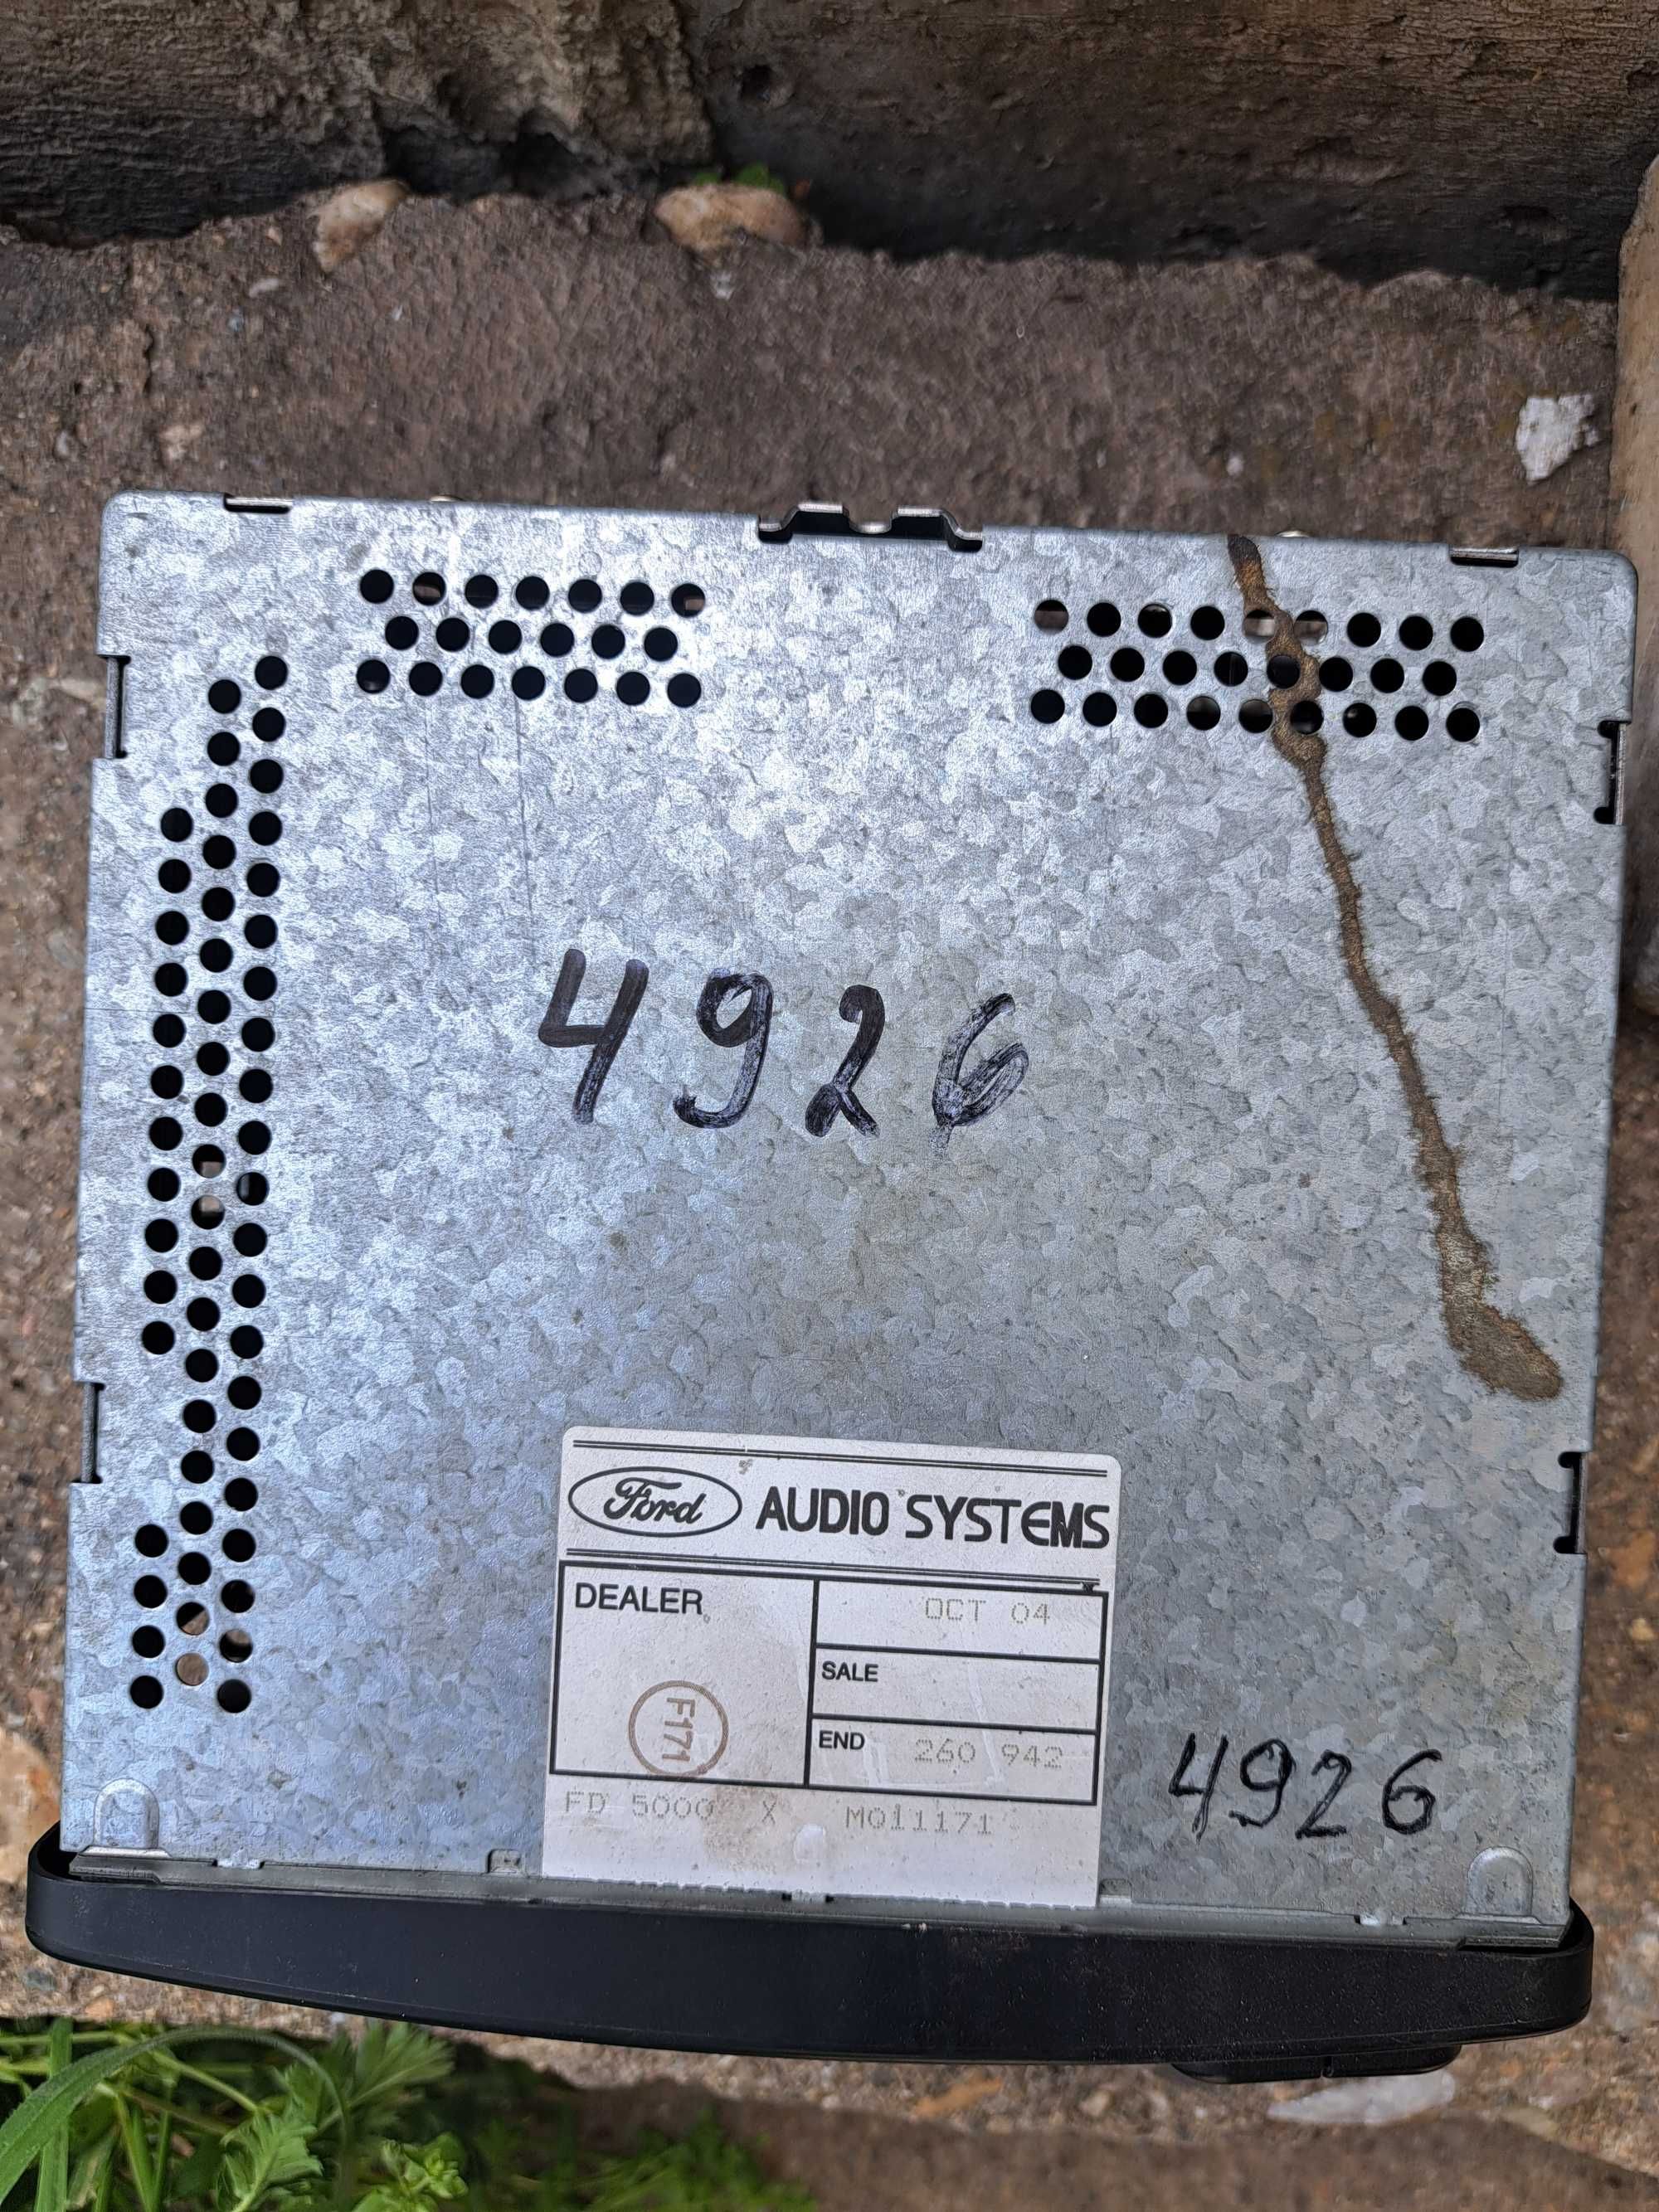 4926
Ford AUDIO SYSTEMS
DEALER
OCT 04
SALE
F171
END 260 942
FD 5000 X M011171
4926